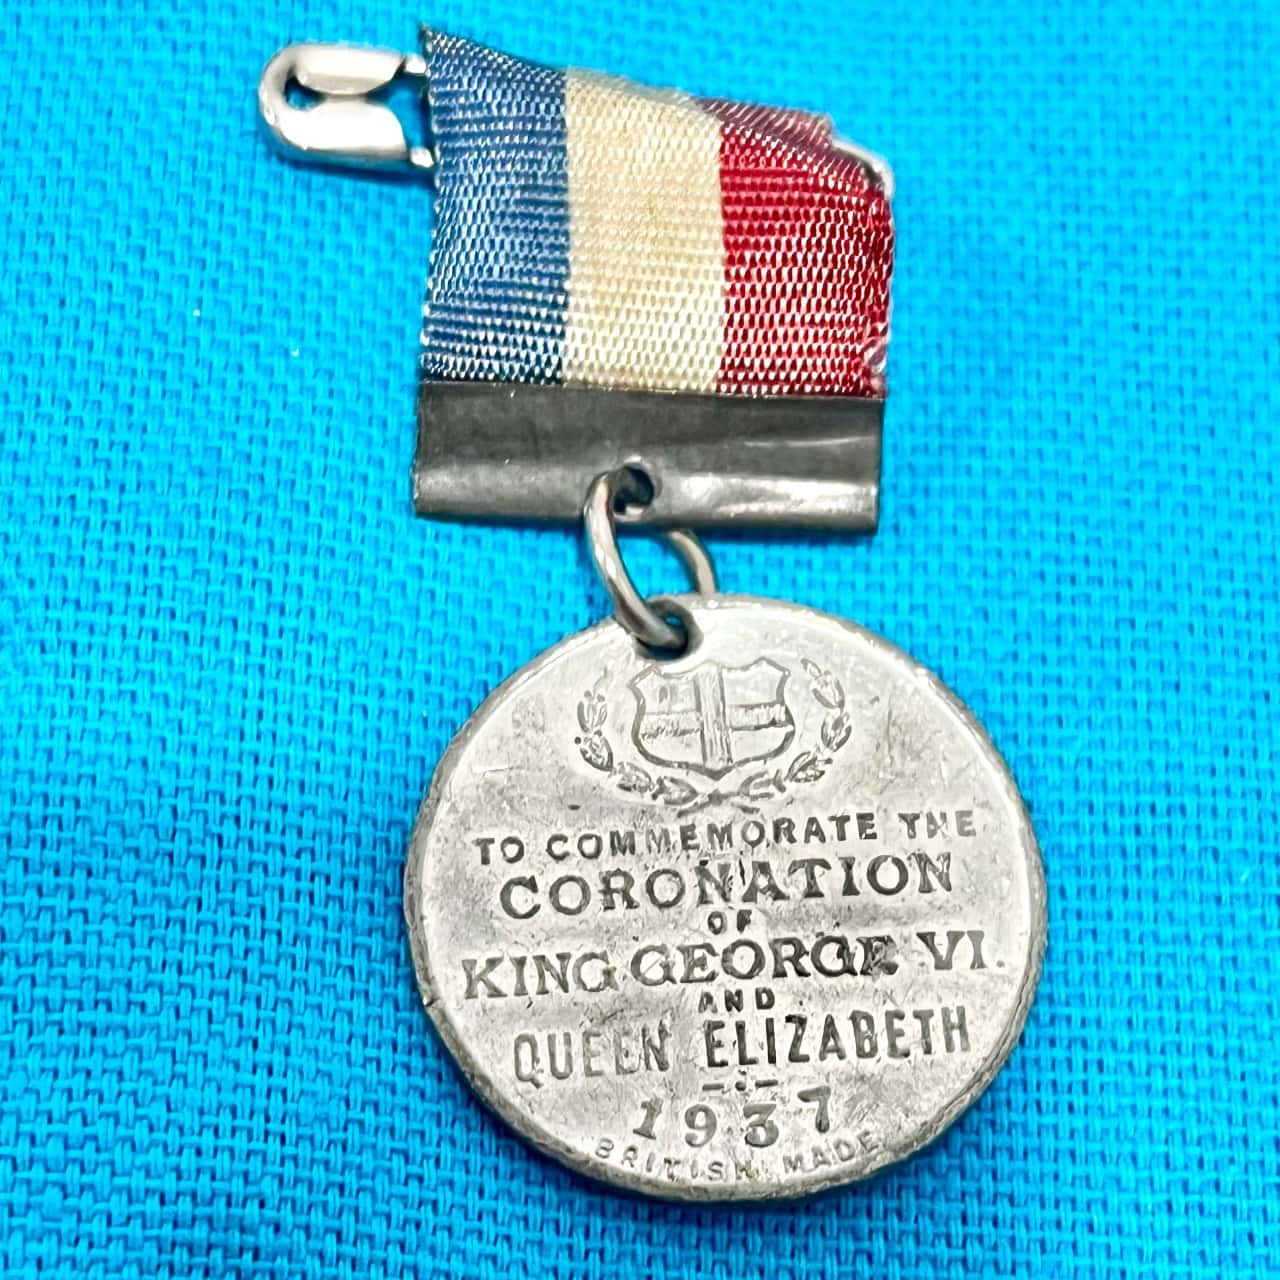 TO COMMEMORATE THE
CORONATION
OF
KING GEORGE VI.
AND
QUEEN ELIZABETH
1937
BRITISH MADE